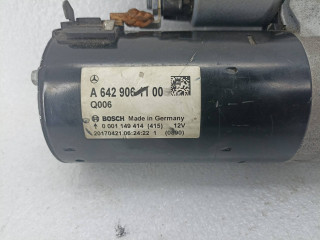 A 642 906 11 00
Q006
BOSCH Made in Germany
0 001 149 414 (415) 12V
20170421.06:24:22 1 (0090)